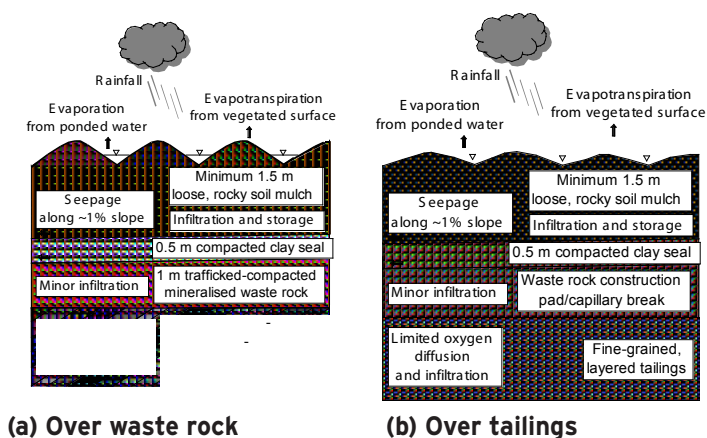 Rainfall
Evaporation
from ponded water
Evapotranspiration
from vegetated surface
Minimum 1.5 m
loose, rocky soil mulch
Seepage
along ~1% slope
Infiltration and storage
0.5 m compacted clay seal
Minor infiltration
1 m trafficked-compacted
mineralised waste rock
(a) Over waste rock
Rainfall
Evaporation
from ponded water
Evapotranspiration
from vegetated surface
Minimum 1.5 m
loose, rocky soil mulch
Seepage
along ~1% slope
Infiltration and storage
0.5 m compacted clay seal
Minor infiltration
Waste rock construction
pad/capillary break
Limited oxygen
diffusion
and infiltration
Fine-grained,
layered tailings
(b) Over tailings